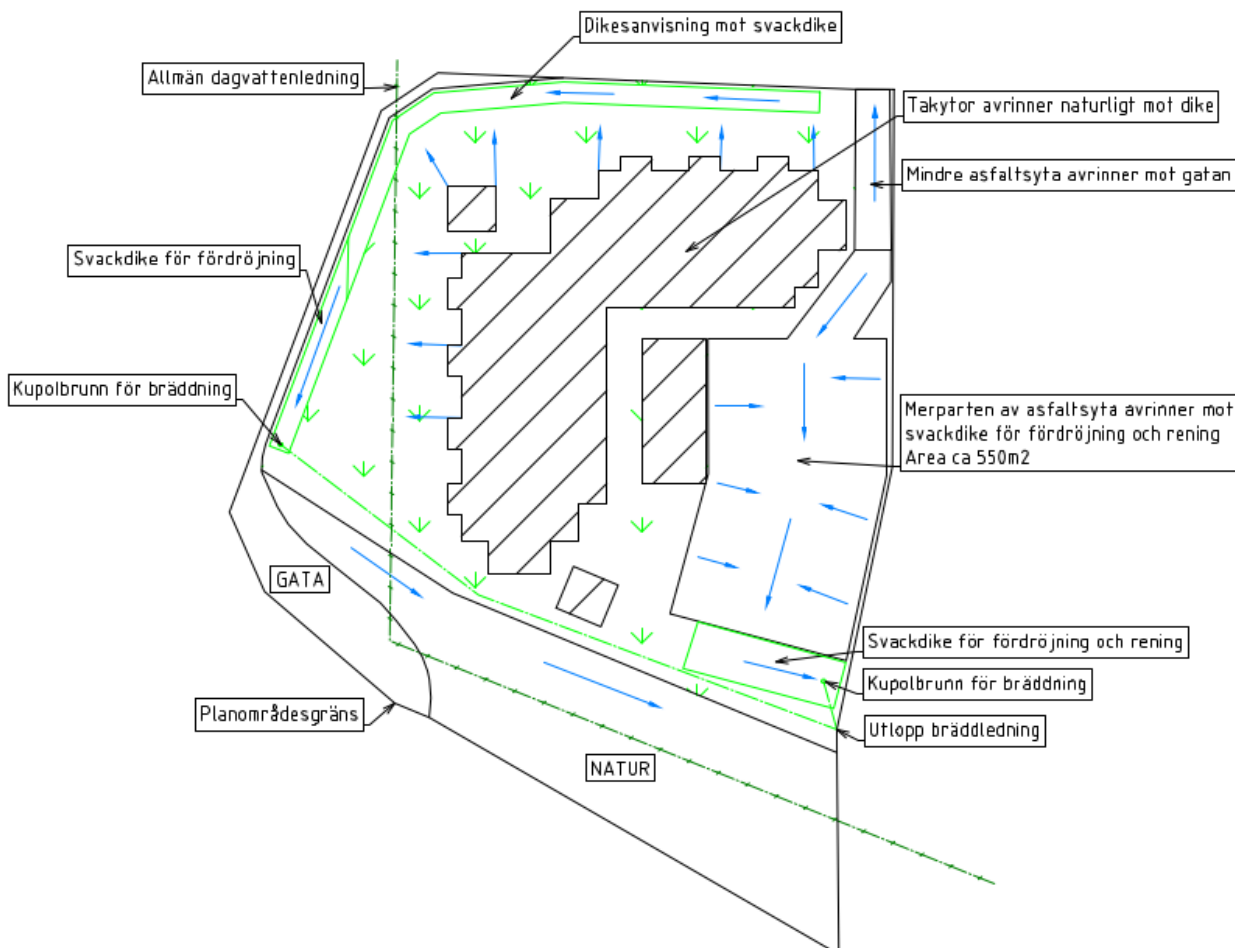 Dikesanvisning mot svackdike
Allmän dagvattenledning
Takytor avrinner naturligt mot dike
Mindre asfaltsyta avrinner mot gatan
Svackdike för fördröjning
Kupolbrunn för bräddning
Merparten av asfaltsyta avrinner mot
svackdike för fördröjning och rening
Area ca 550m2
GATA
Svackdike för fördröjning och rening
Kupolbrunn för bräddning
Planområdesgräns
Utlopp bräddledning
NATUR